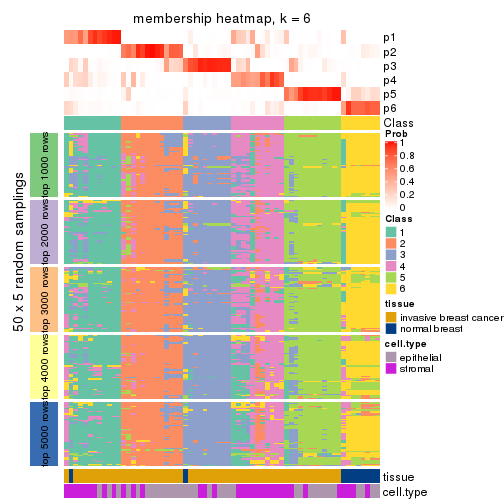 membership heatmap, k = 6
p1
p2
p3
p4
p5
p6
Class
Prob
1
0.8
0.6
0.4
0.2
0
Class
1
2
3
4
5
6
tissue
invasive breast cancer
normal breast
cell.type
epithelial
stromal
50 x 5 random samplings
top 1000 rows
top 2000 rows
top 3000 rows
top 4000 rows
top 5000 rows
tissue
cell.type